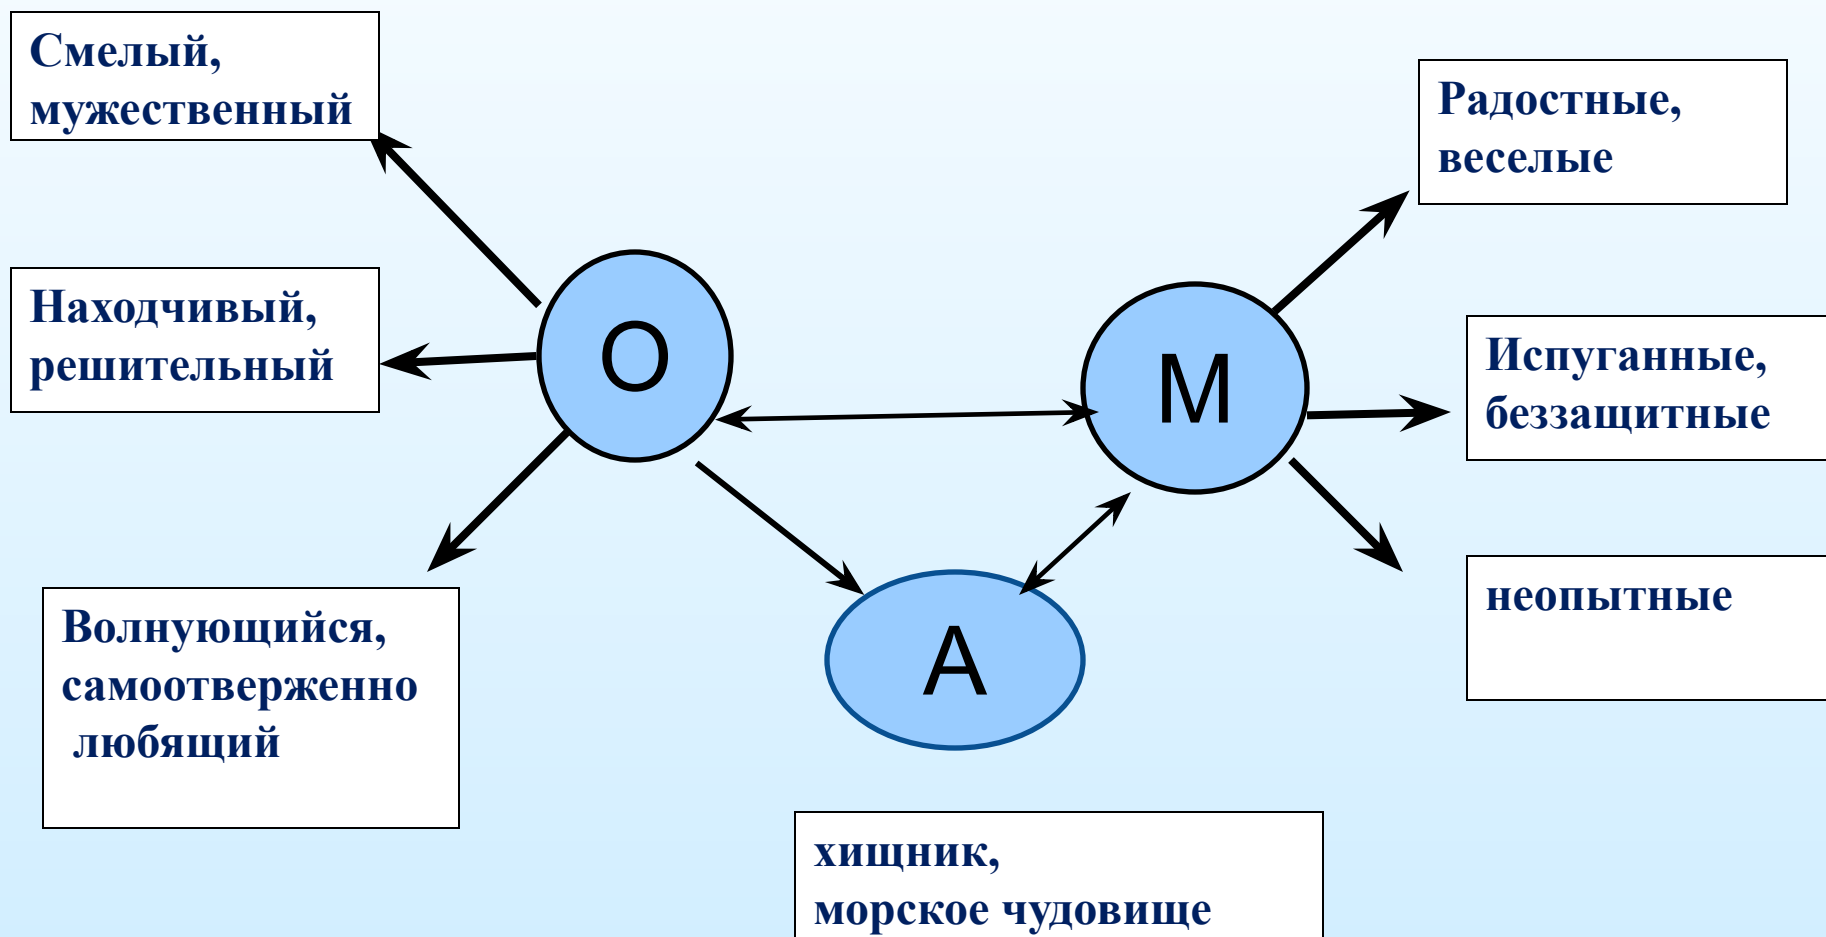 Смелый,
мужественный
Находчивый,
решительный
Волнующийся,
самоотверженно
любящий
О
М
А
Радостные,
веселые
Испуганные,
беззащитные
неопытные
хищник,
морское чудовище